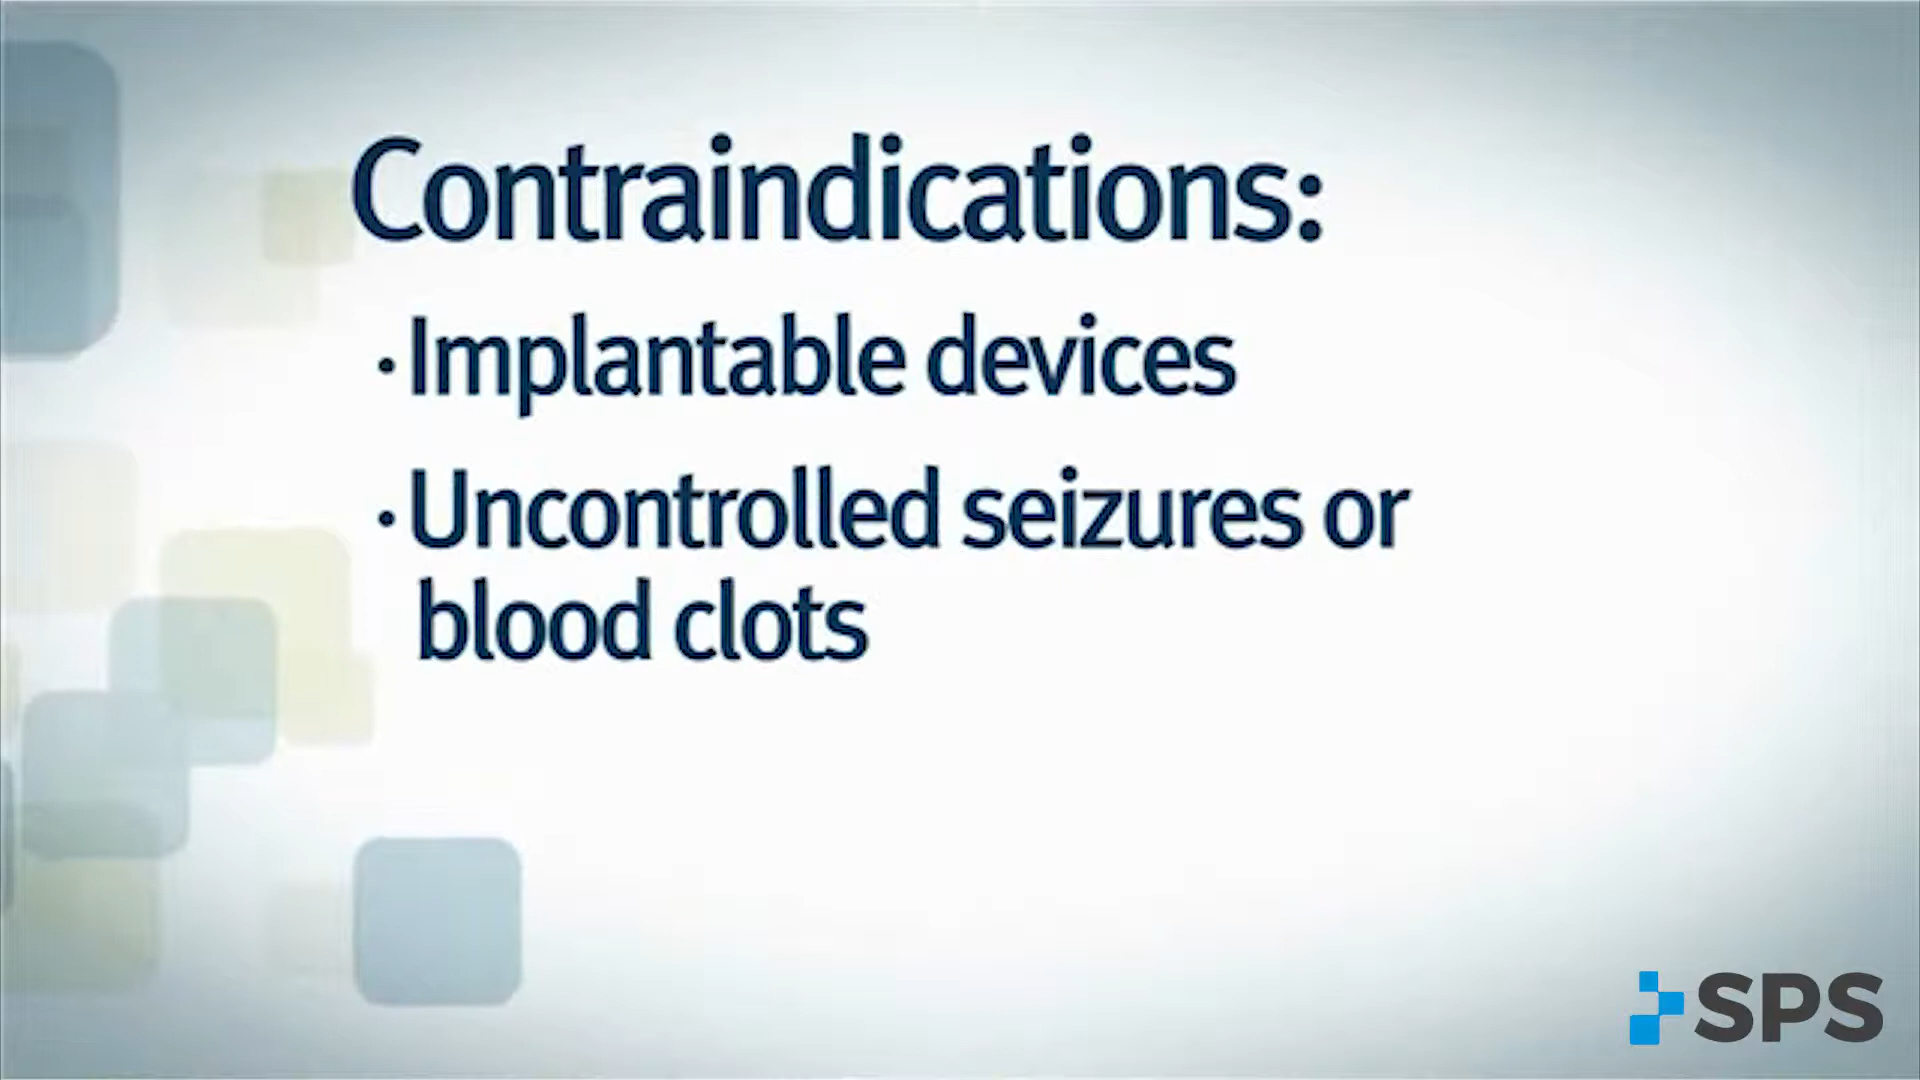 Contraindications:
· Implantable devices
· Uncontrolled seizures or
blood clots
SPS